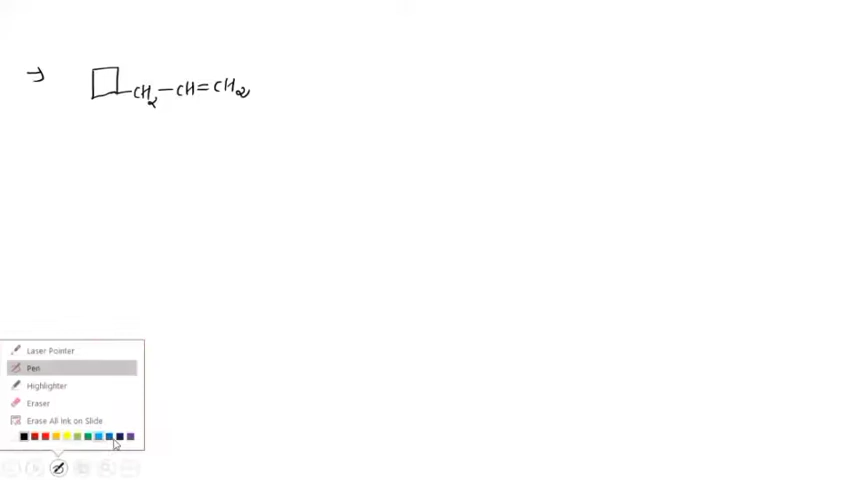 → □-CH₂-CH=CH₂
Laser Pointer
Pen
Highlighter
Eraser
Erase All Ink on Slide